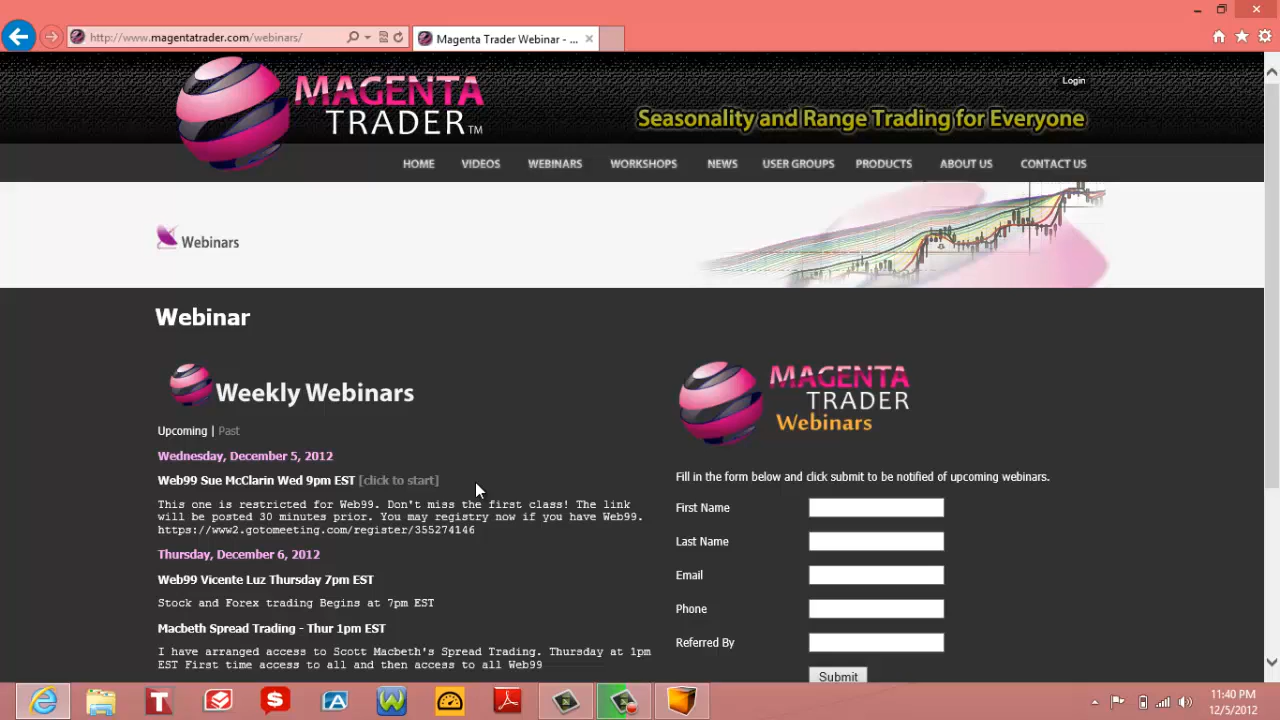 http://www.magentatrader.com/webinars/
Magenta Trader Webinar - ...
MAGENTA
TRADER™
Login
Seasonality and Range Trading for Everyone
HOME VIDEOS WEBINARS WORKSHOPS NEWS USER GROUPS PRODUCTS ABOUT US CONTACT US
Webinars
Webinar
Weekly Webinars
Upcoming | Past
Wednesday, December 5, 2012
Web99 Sue McClarin Wed 9pm EST [click to start]
This one is restricted for Web99. Don't miss the first class! The link
will be posted 30 minutes prior. You may registry now if you have Web99.
https://www2.gotomeeting.com/register/355274146
Thursday, December 6, 2012
Web99 Vicente Luz Thursday 7pm EST
Stock and Forex trading Begins at 7pm EST
Macbeth Spread Trading - Thur 1pm EST
I have arranged access to Scott Macbeth's Spread Trading. Thursday at 1pm
EST First time access to all and then access to all Web99
MAGENTA
TRADER
Webinars
Fill in the form below and click submit to be notified of upcoming webinars.
First Name
Last Name
Email
Phone
Referred By
Submit
11:40 PM
12/5/2012